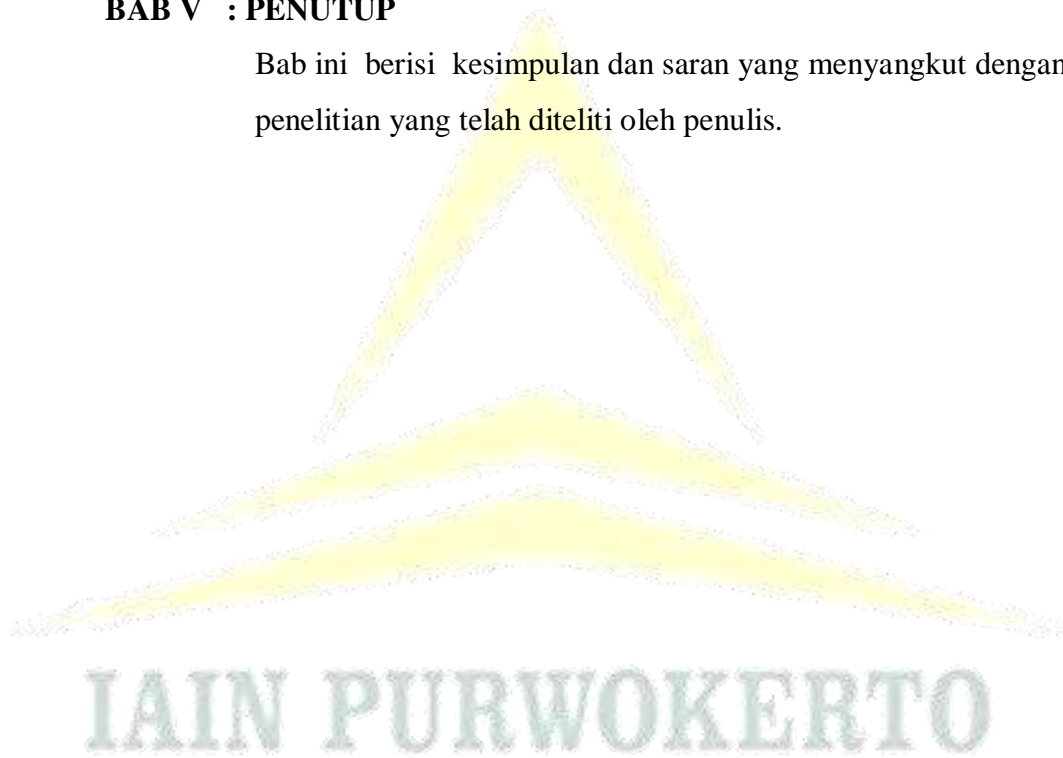 BAB V : PENUTUP
Bab ini berisi kesimpulan dan saran yang menyangkut dengan
penelitian yang telah diteliti oleh penulis.
IAIN PURWOKERTO